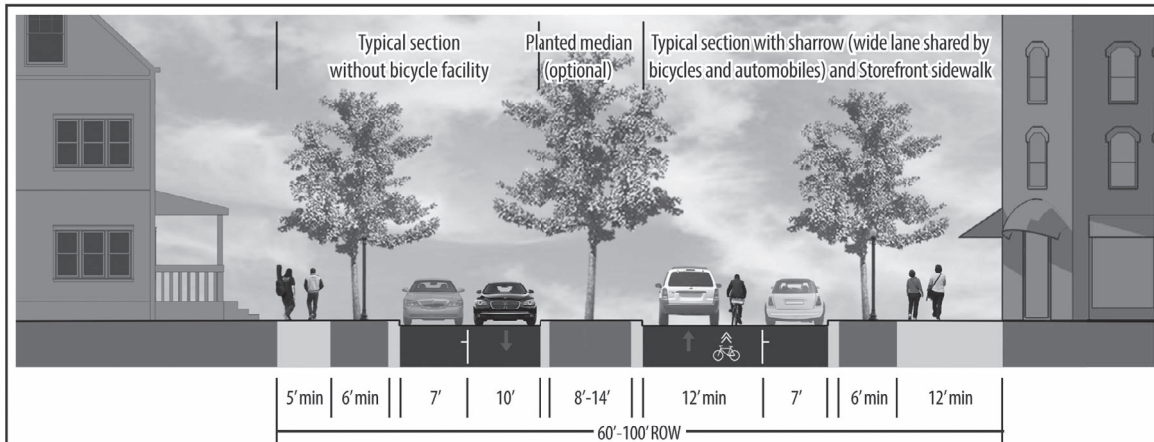 Typical section
without bicycle facility
Planted median
(optional)
Typical section with sharrow (wide lane shared by
bicycles and automobiles) and Storefront sidewalk
5' min
6' min
7'
10'
8'-14'
12' min
7'
6' min
12' min
60'-100' ROW